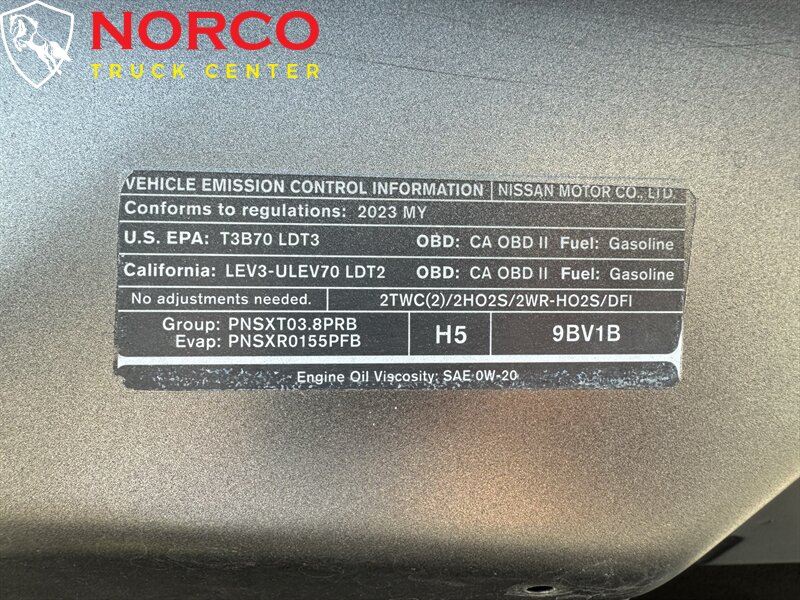 NORCO
TRUCK CENTER
VEHICLE EMISSION CONTROL INFORMATION NISSAN MOTOR CO., LTD.
Conforms to regulations: 2023 MY
U.S. EPA: T3B70 LDT3 OBD: CA OBD II Fuel: Gasoline
California: LEV3-ULEV70 LDT2 OBD: CA OBD II Fuel: Gasoline
No adjustments needed. 2TWC(2)/2HO2S/2WR-HO2S/DFI
Group: PNSXT03.8PRB
Evap: PNSXR0155PFB
H5
9BV1B
Engine Oil Viscosity: SAE 0W-20